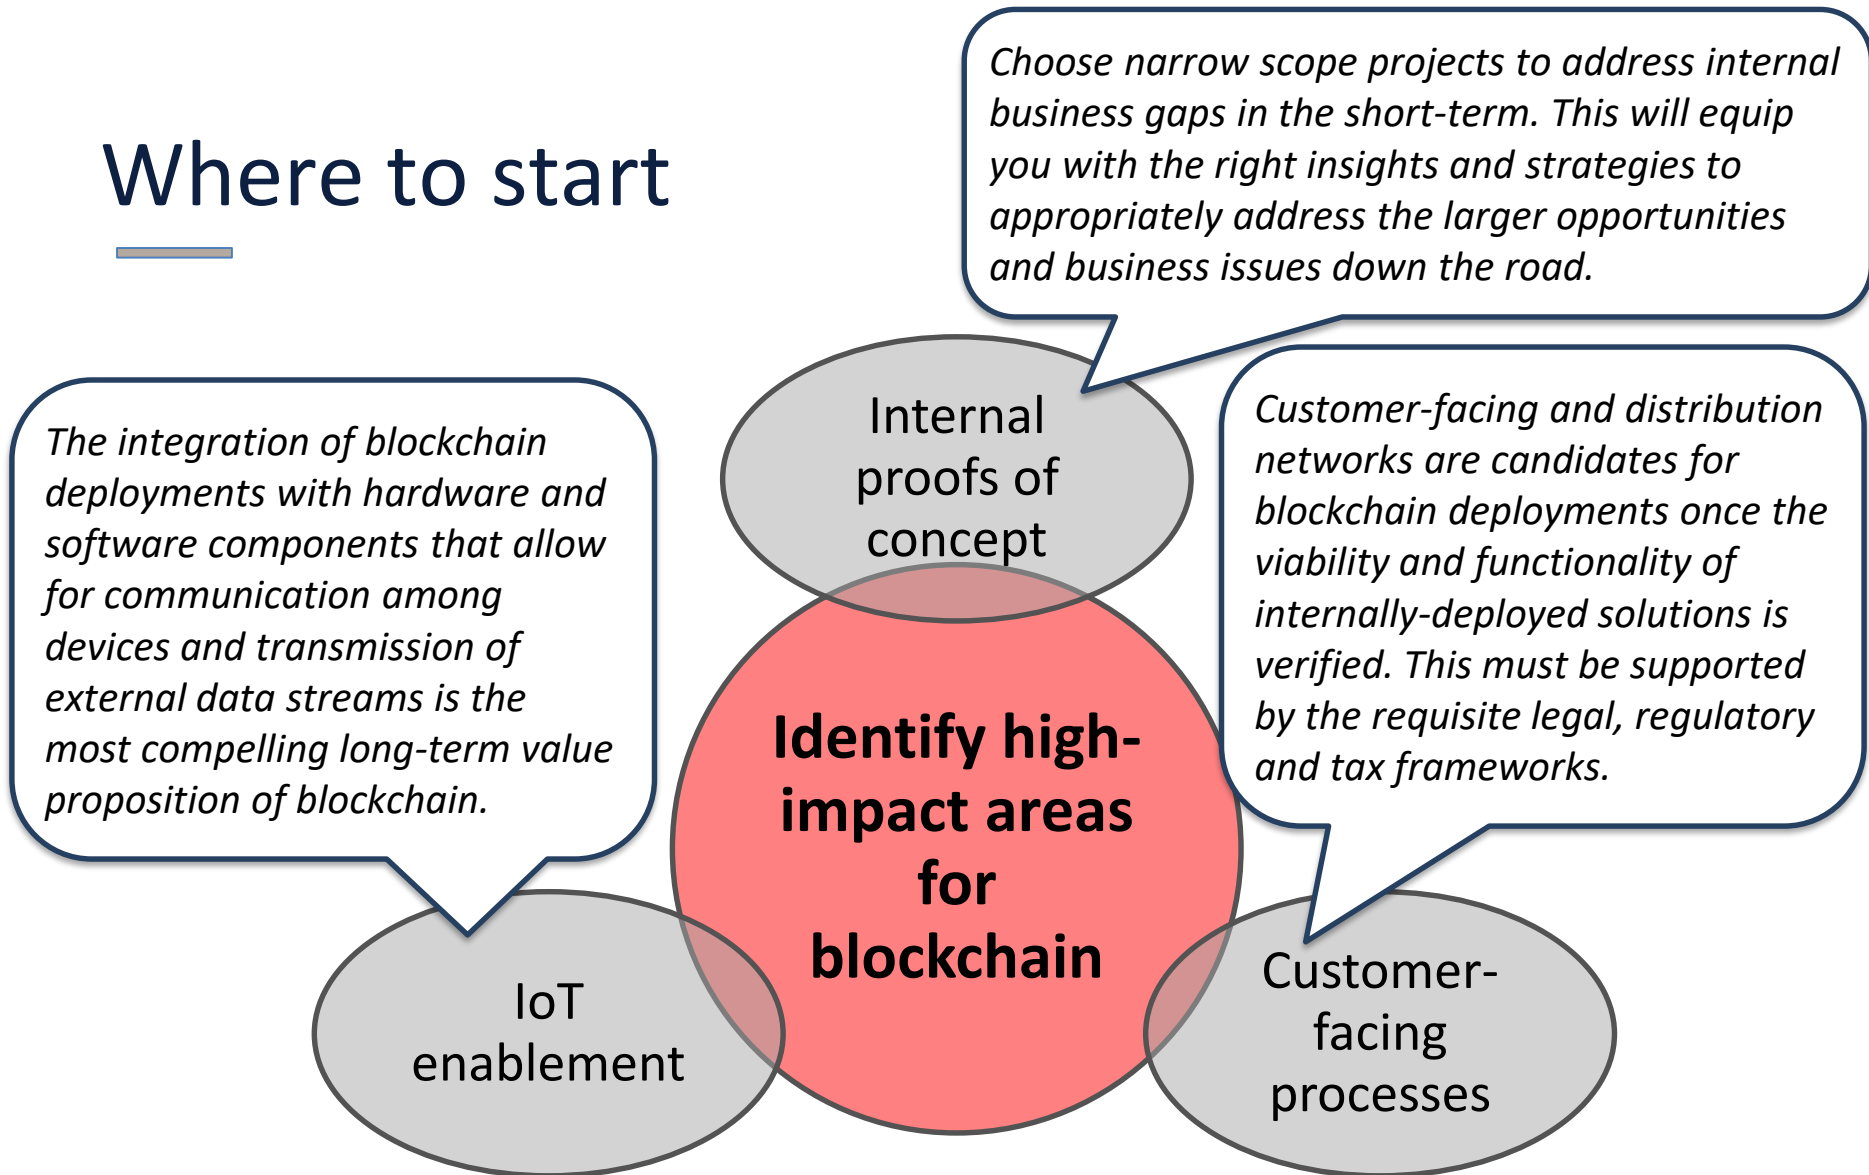 Where to start
Choose narrow scope projects to address internal
business gaps in the short-term. This will equip
you with the right insights and strategies to
appropriately address the larger opportunities
and business issues down the road.
Internal
proofs of
concept
The integration of blockchain
deployments with hardware and
software components that allow
for communication among
devices and transmission of
external data streams is the
most compelling long-term value
proposition of blockchain.
Customer-facing and distribution
networks are candidates for
blockchain deployments once the
viability and functionality of
internally-deployed solutions is
verified. This must be supported
by the requisite legal, regulatory
and tax frameworks.
Identify high-
impact areas
for
blockchain
IoT
enablement
Customer-
facing
processes